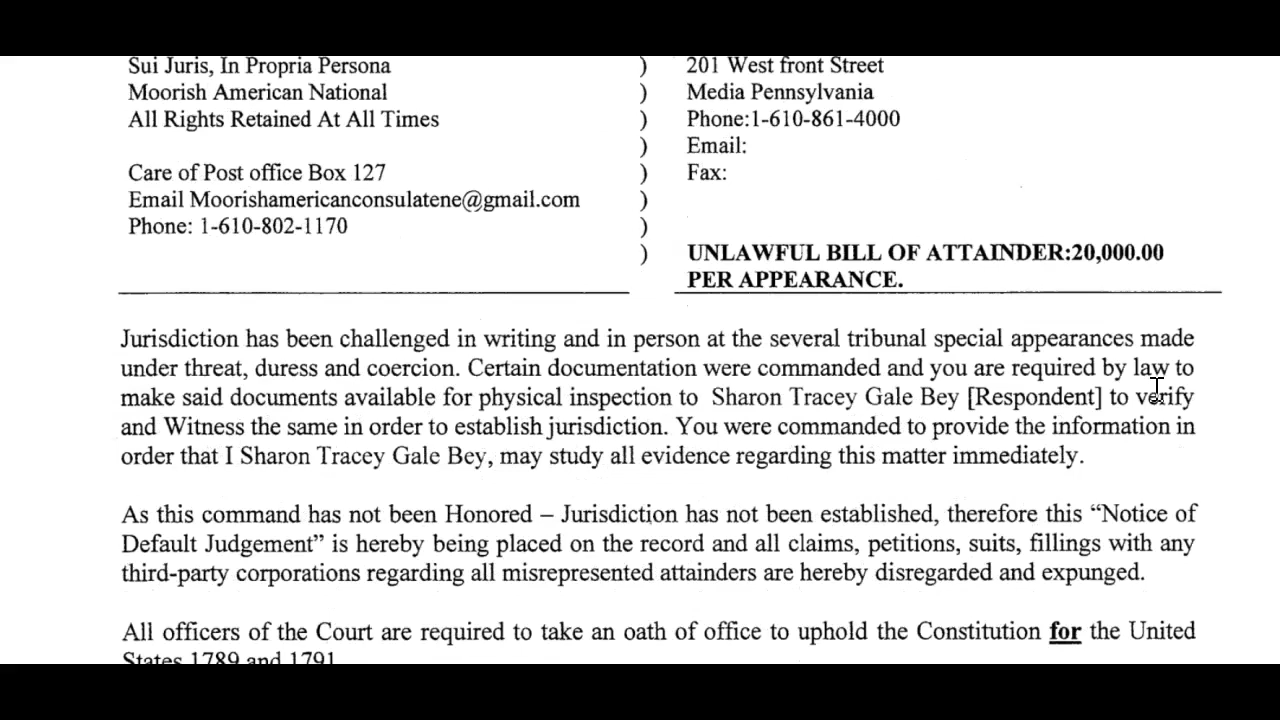 Sui Juris, In Propria Persona ) 201 West front Street
Moorish American National ) Media Pennsylvania
All Rights Retained At All Times ) Phone:1-610-861-4000
) Email:
Care of Post office Box 127 ) Fax:
Email Moorishamericanconsulatene@gmail.com )
Phone: 1-610-802-1170 )
) UNLAWFUL BILL OF ATTAINDER:20,000.00
PER APPEARANCE.
Jurisdiction has been challenged in writing and in person at the several tribunal special appearances made
under threat, duress and coercion. Certain documentation were commanded and you are required by law to
make said documents available for physical inspection to Sharon Tracey Gale Bey [Respondent] to verify
and Witness the same in order to establish jurisdiction. You were commanded to provide the information in
order that I Sharon Tracey Gale Bey, may study all evidence regarding this matter immediately.
As this command has not been Honored – Jurisdiction has not been established, therefore this “Notice of
Default Judgement” is hereby being placed on the record and all claims, petitions, suits, fillings with any
third-party corporations regarding all misrepresented attainders are hereby disregarded and expunged.
All officers of the Court are required to take an oath of office to uphold the Constitution for the United
States 1789 and 1791